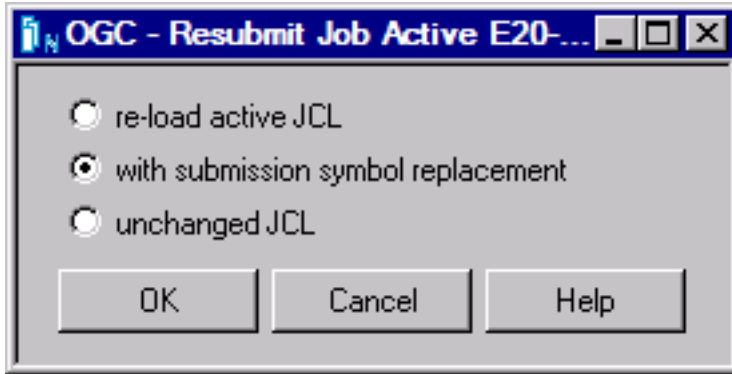 OGC - Resubmit Job Active E20-...
re-load active JCL
with submission symbol replacement
unchanged JCL
OK Cancel Help